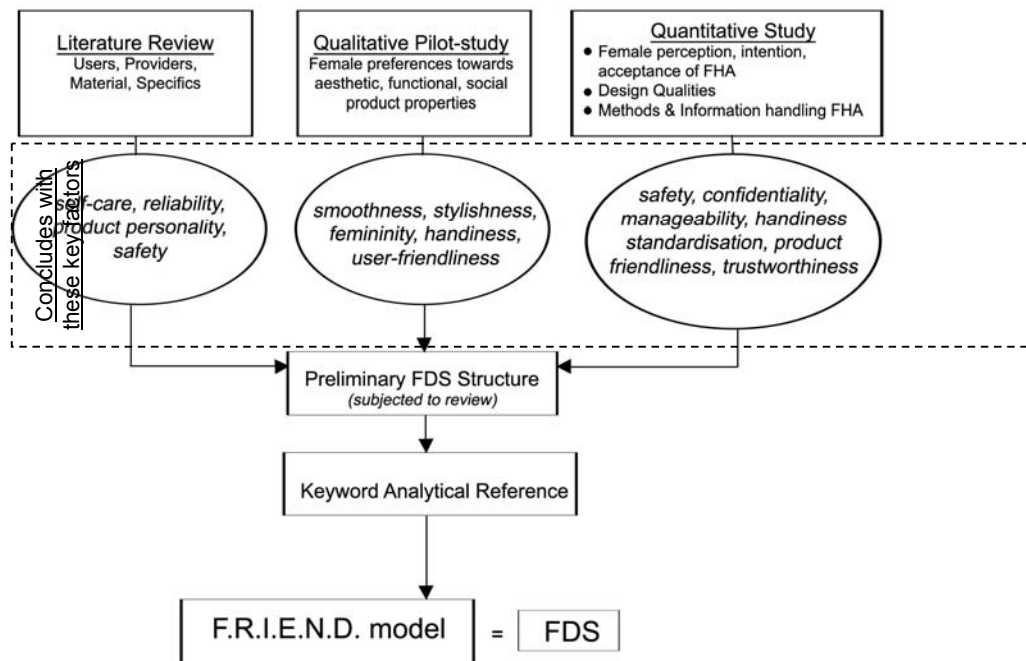 Literature Review
Users, Providers,
Material, Specifics
Qualitative Pilot-study
Female preferences towards
aesthetic, functional, social
product properties
Quantitative Study
● Female perception, intention,
acceptance of FHA
● Design Qualities
● Methods & Information handling FHA
Concludes with
these keyfactors
self-care, reliability,
product personality,
safety
smoothness, stylishness,
femininity, handiness,
user-friendliness
safety, confidentiality,
manageability, handiness
standardisation, product
friendliness, trustworthiness
Preliminary FDS Structure
(subjected to review)
Keyword Analytical Reference
F.R.I.E.N.D. model
=
FDS